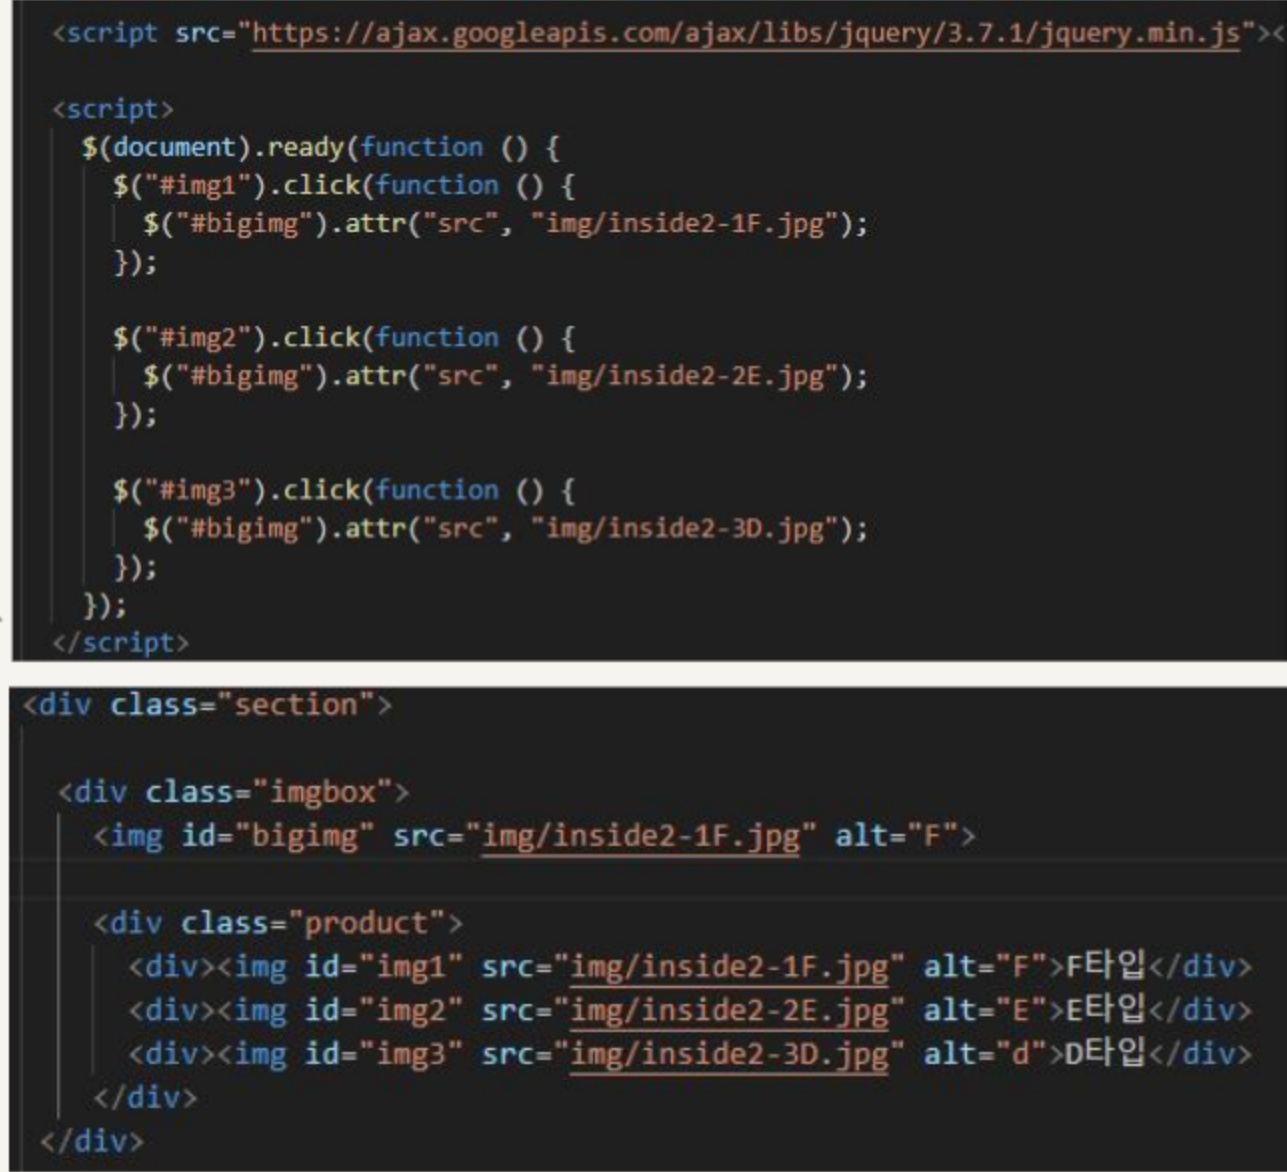 <script src="https://ajax.googleapis.com/ajax/libs/jquery/3.7.1/jquery.min.js"><
<script>
$(document).ready(function () {
$("#img1").click(function () {
$("#bigimg").attr("src", "img/inside2-1F.jpg");
});
$("#img2").click(function () {
$("#bigimg").attr("src", "img/inside2-2E.jpg");
});
$("#img3").click(function () {
$("#bigimg").attr("src", "img/inside2-3D.jpg");
});
});
</script>
<div class="section">
<div class="imgbox">
<img id="bigimg" src="img/inside2-1F.jpg" alt="F">
<div class="product">
<div><img id="img1" src="img/inside2-1F.jpg" alt="F">F타입</div>
<div><img id="img2" src="img/inside2-2E.jpg" alt="E">E타입</div>
<div><img id="img3" src="img/inside2-3D.jpg" alt="d">D타입</div>
</div>
</div>